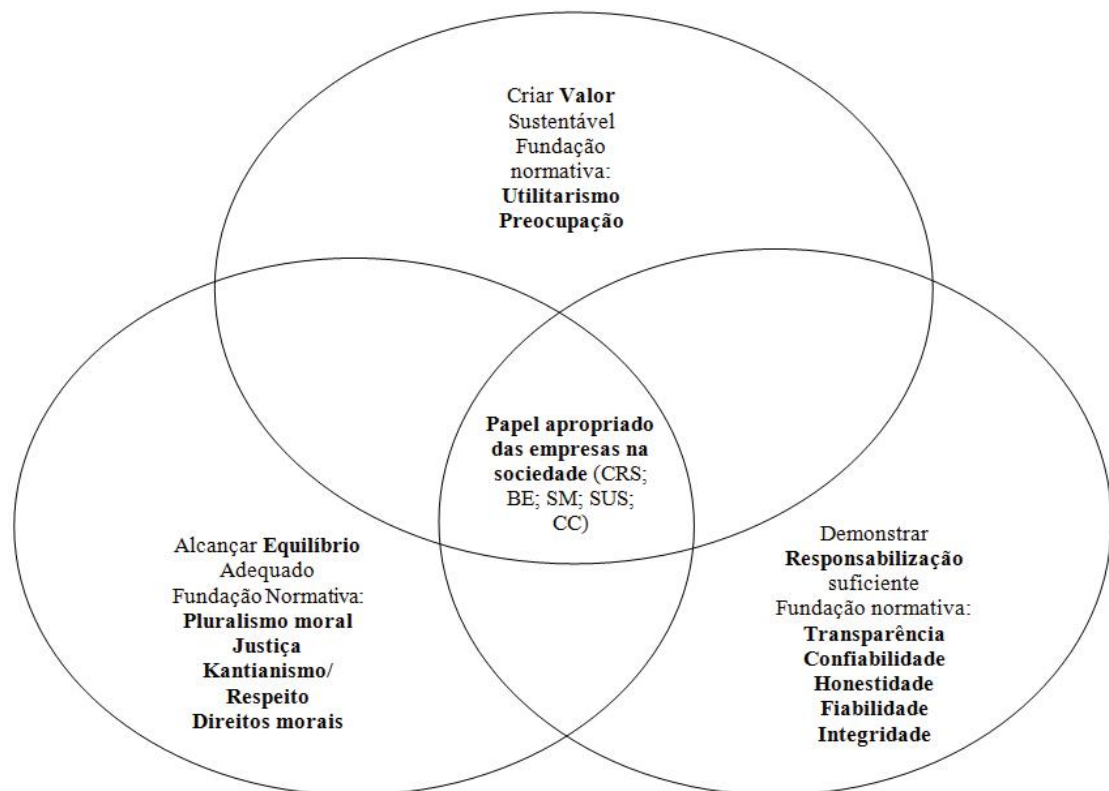 Criar Valor
Sustentável
Fundação
normativa:
Utilitarismo
Preocupação
Papel apropriado
das empresas na
sociedade (CRS;
BE; SM; SUS;
CC)
Alcançar Equilíbrio
Adequado
Fundação Normativa:
Pluralismo moral
Justiça
Kantianismo/
Respeito
Direitos morais
Demonstrar
Responsabilização
suficiente
Fundação normativa:
Transparência
Confiabilidade
Honestidade
Fiabilidade
Integridade